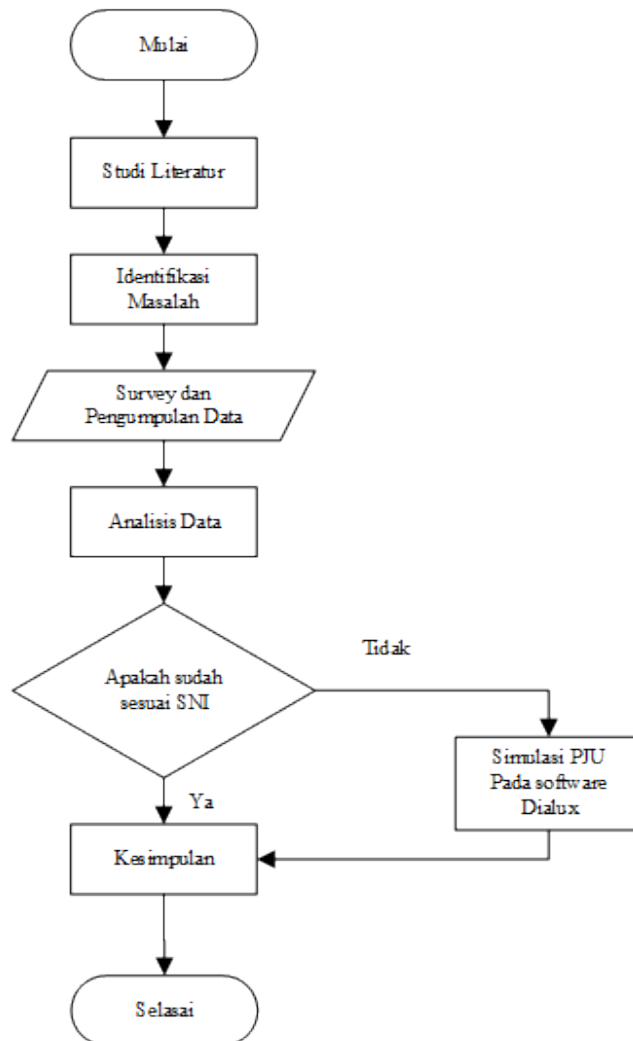 Mulai
Studi Literatur
Identifikasi
Masalah
Survey dan
Pengumpulan Data
Analisis Data
Apakah sudah
sesuai SNI
Tidak
Simulasi PJU
Pada software
Dialux
Ya
Kesimpulan
Selasai